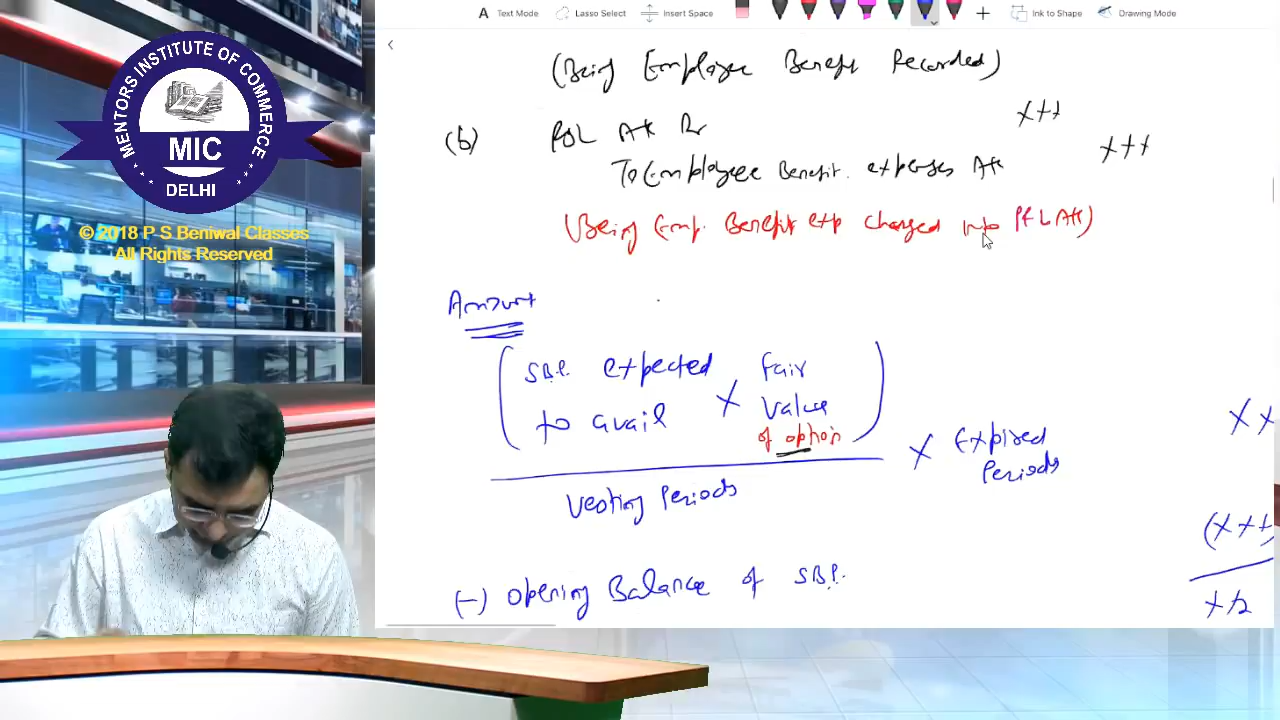 Text Mode
Lasso Select
Insert Space
Ink to Shape
Drawing Mode
MENTORS INSTITUTE OF COMMERCE
MIC
DELHI
© 2018 P S Beniwal Classes
All rights Reserved
(Being Employee Benefit Recorded)
(b) P&L A/c Dr x++
To Employee Benefit. expenses A/c x++
(Being Emp. Benefit exp charged into P&L A/c)
Amount
(SBP. expected to avail × fair value of option)
Vesting Periods
× Expired Periods
xx
(xx+
(-) Opening Balance of SBP.